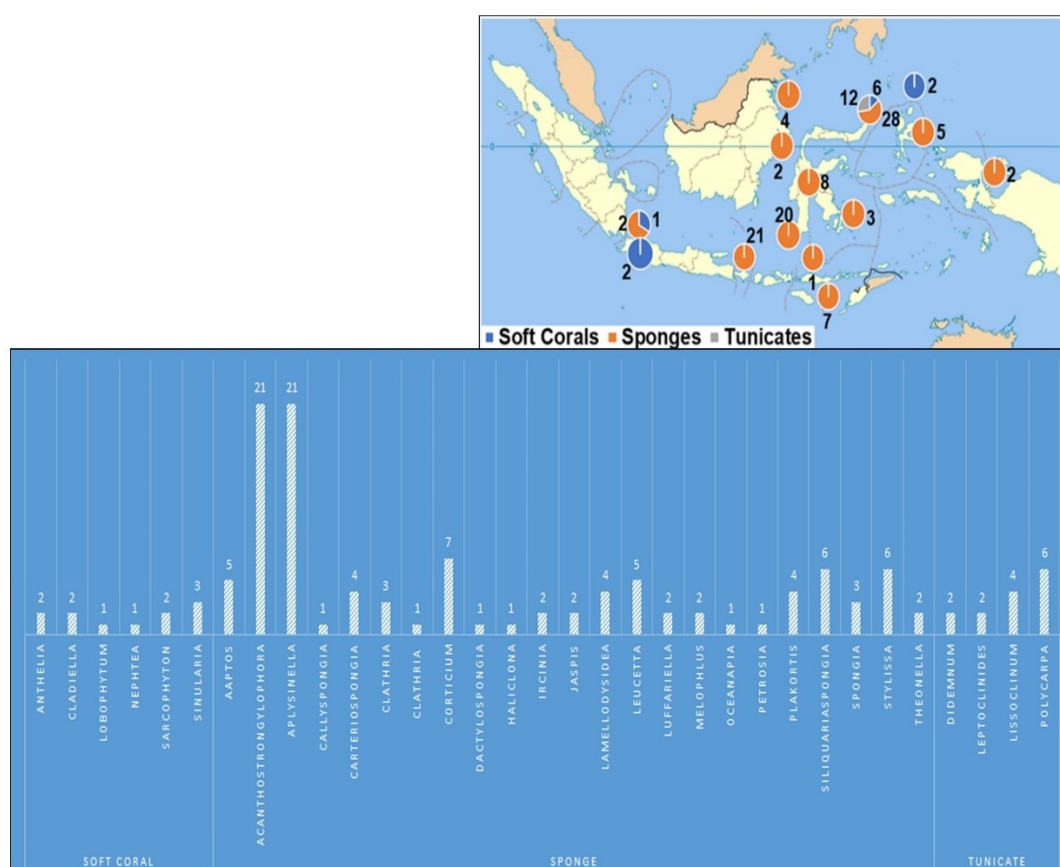 2
6
12
28
4
5
0
2
2
8
3
20
21
2
1
2
1
7
Soft Corals Sponges Tunicates
21 21
7
6 6 6
5 5
4 4 4 4
3 3 3
2 2 2 2 2 2 2 2 2 2
1 1 1 1 1 1 1 1
ANTHELIA
CLADIELLA
LOBOPHYTUM
NEPHTEA
SARCOPHYTON
SINULARIA
AAPTOS
ACANTHOSTRONGYLOPHORA
APLYSINELLA
CALLYSPONGIA
CARTERIOSPONGIA
CLATHRIA
CLATHRIA
CORTICIUM
DACTYLOSPONGIA
HALICLONA
IRCINIA
JASPIS
LAMELLODYSIDEA
LEUCETTA
LUFFARIELLA
MELOPHLUS
OCEANAPIA
PETROSIA
PLAKORTIS
SILIQUARIASPONGIA
SPONGIA
STYLISSA
THEONELLA
DIDEMNUM
LEPTOCLINIDES
LISSOCLINUM
POLYCARPA
SOFT CORAL SPONGE TUNICATE